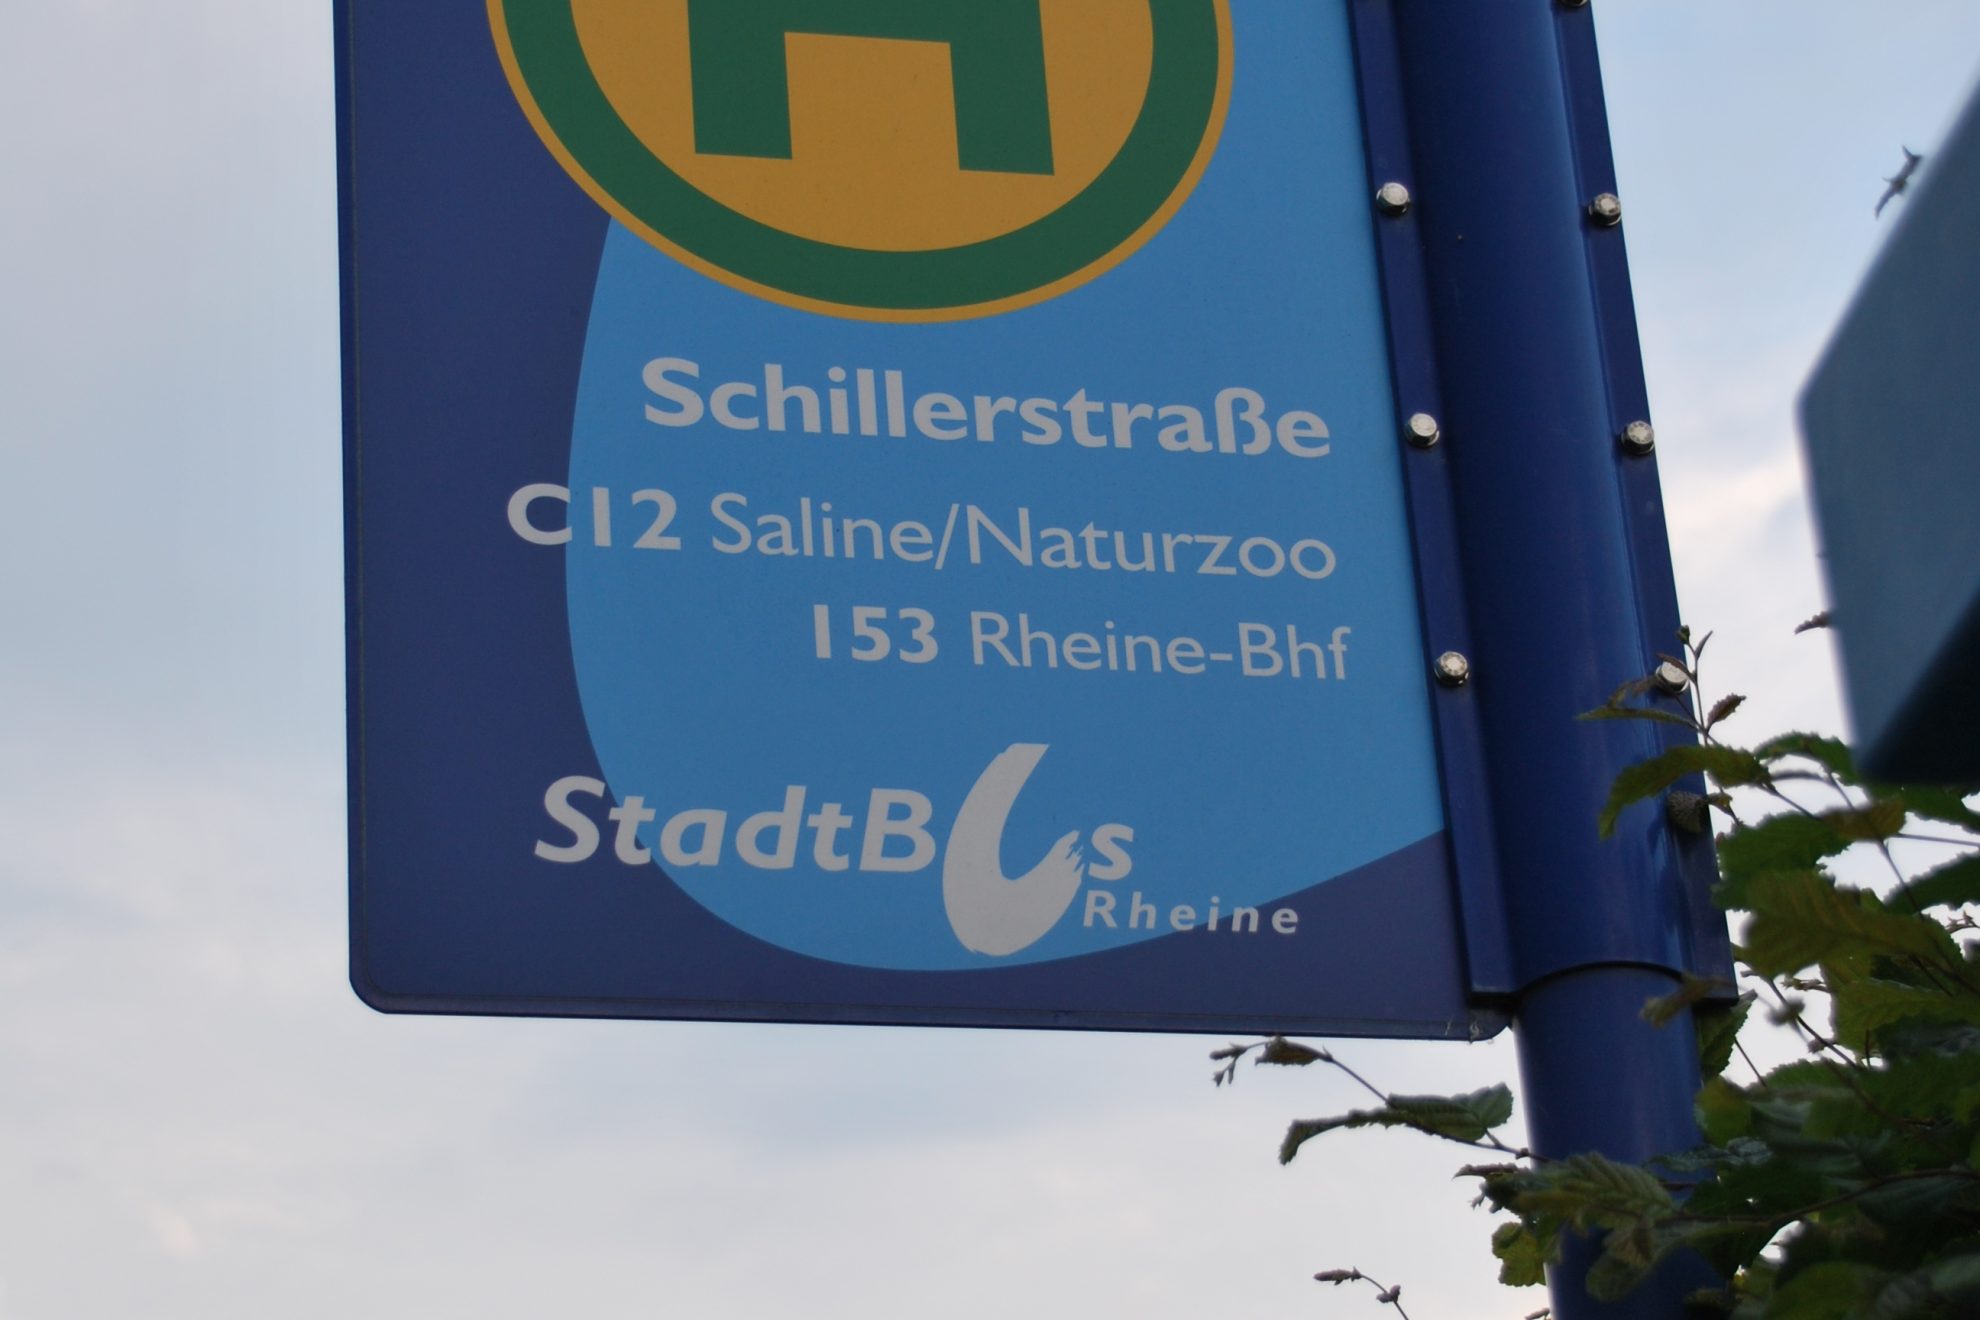 H
Schillerstraße
C12 Saline/Naturzoo
153 Rheine-Bhf
StadtBus
Rheine